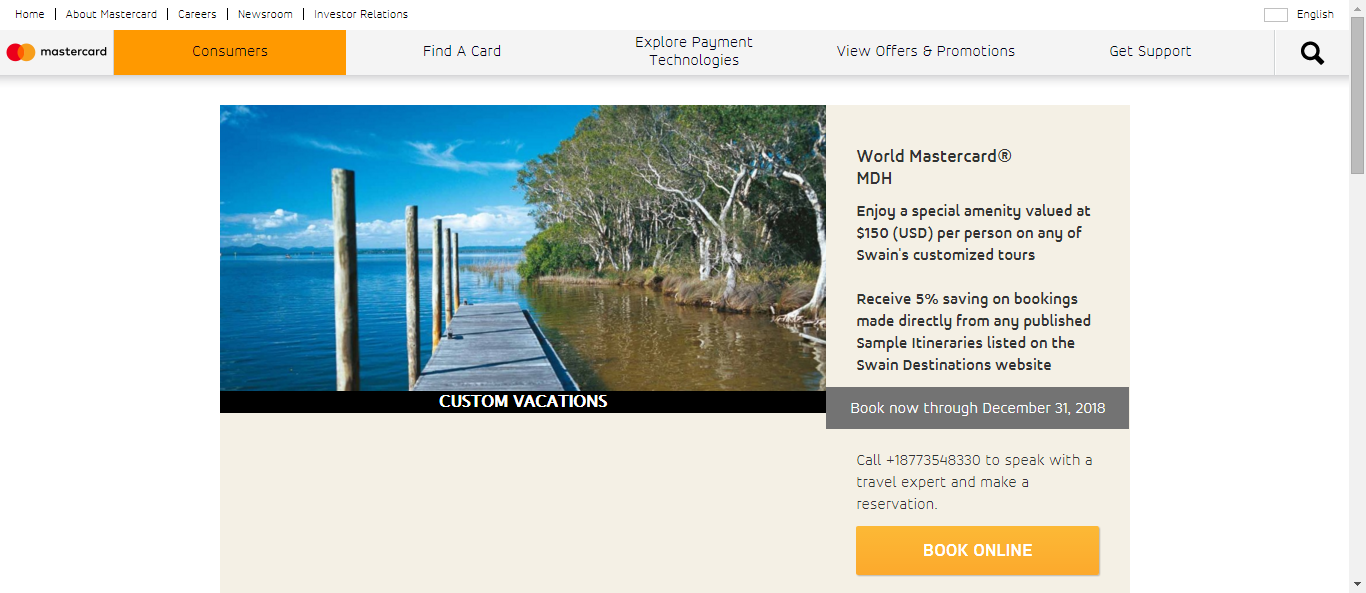 Home
About Mastercard
Careers
Newsroom
Investor Relations
English
mastercard
Consumers
Find A Card
Explore Payment
Technologies
View Offers & Promotions
Get Support
CUSTOM VACATIONS
World Mastercard®
MDH
Enjoy a special amenity valued at
$150 (USD) per person on any of
Swain's customized tours
Receive 5% saving on bookings
made directly from any published
Sample Itineraries listed on the
Swain Destinations website
Book now through December 31, 2018
Call +18773548330 to speak with a
travel expert and make a
reservation.
BOOK ONLINE